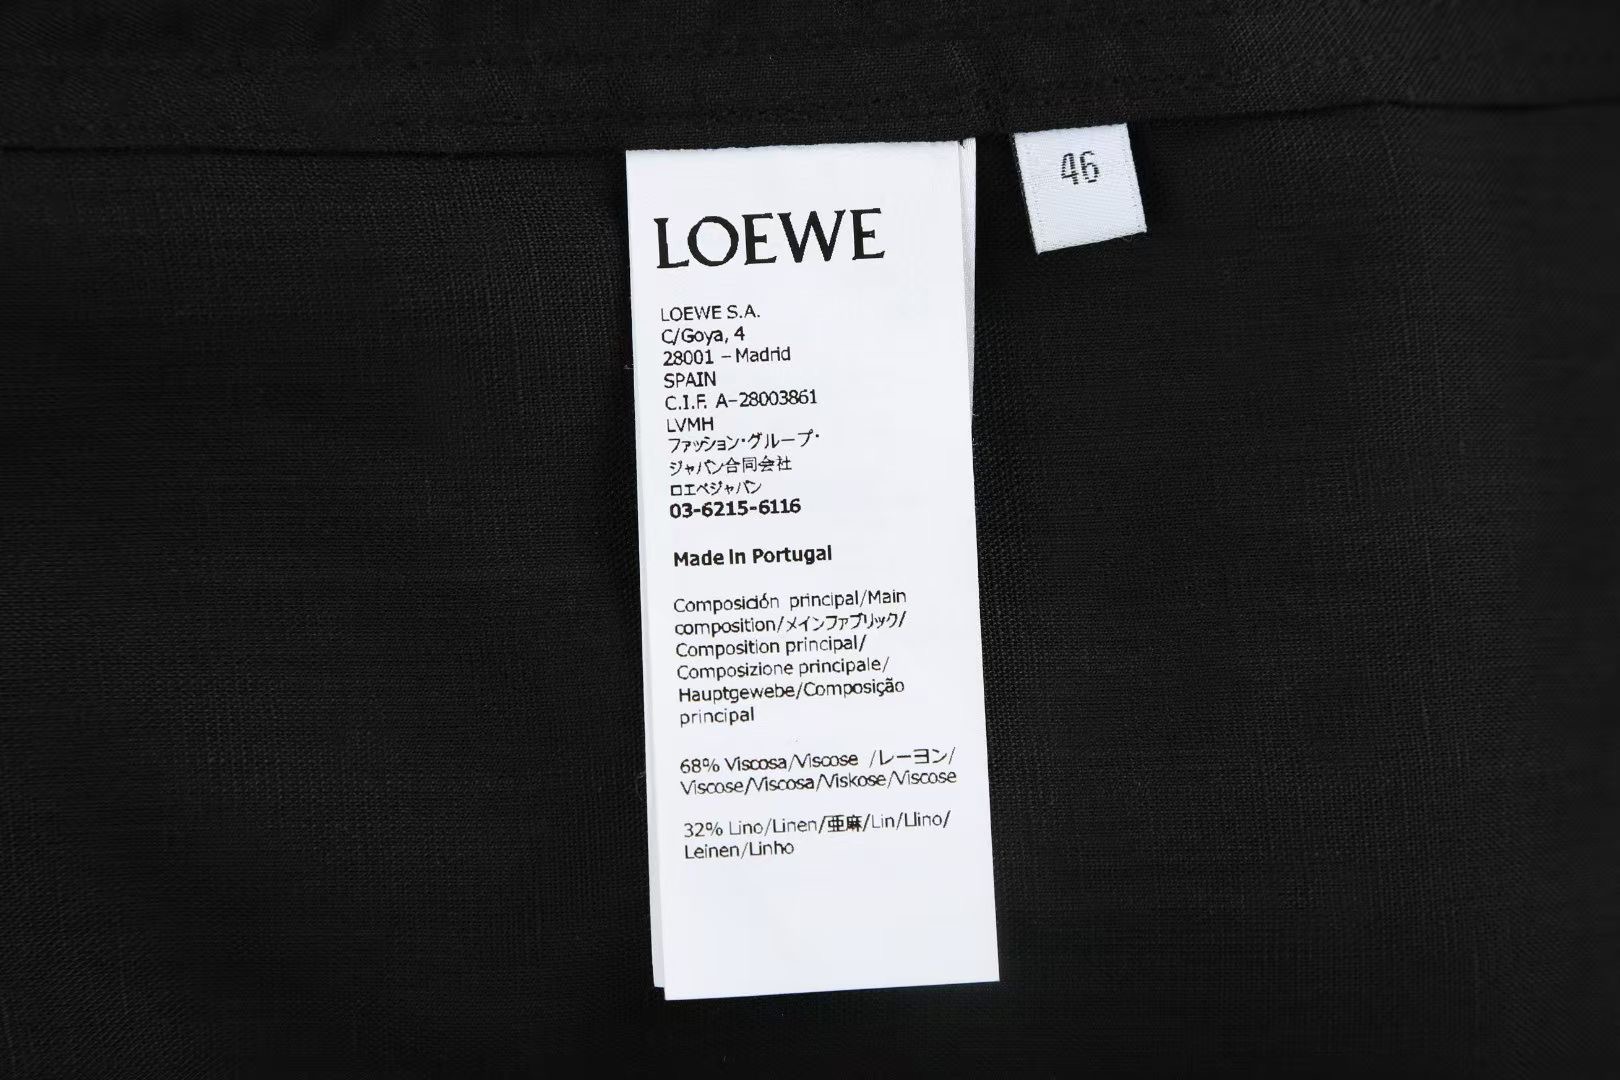 LOEWE
46
LOEWE S.A.
C/Goya, 4
28001 – Madrid
SPAIN
C.I.F. A-28003861
LVMH
ファッション・グループ・
ジャパン合同会社
ロエベジャパン
03-6215-6116
Made in Portugal
Composición principal/Main
composition/メインファブリック/
Composition principal/
Composizione principale/
Hauptgewebe/Composição
principal
68% Viscosa/Viscose /レーヨン/
Viscose/Viscosa/Viskose/Viscose
32% Lino/Linen/亜麻/Lin/Llino/
Leinen/Linho